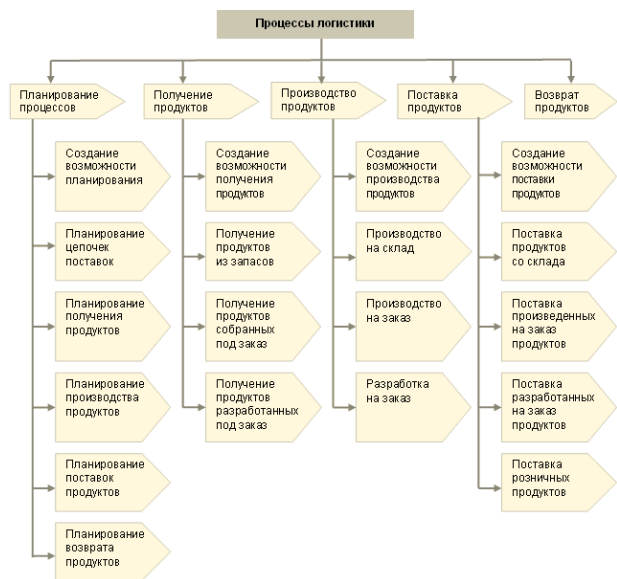 Процессы логистики
Планирование
процессов
Получение
продуктов
Производство
продуктов
Поставка
продуктов
Возврат
продуктов
Создание
возможности
планирования
Планирование
цепочек
поставок
Планирование
получения
продуктов
Планирование
производства
продуктов
Планирование
поставок
продуктов
Планирование
возврата
продуктов
Создание
возможности
получения
продуктов
Получение
продуктов
из запасов
Получение
продуктов
собранных
под заказ
Получение
продуктов
разработанных
под заказ
Создание
возможности
производства
продуктов
Производство
на склад
Производство
на заказ
Разработка
на заказ
Создание
возможности
поставки
продуктов
Поставка
продуктов
со склада
Поставка
произведенных
на заказ
продуктов
Поставка
разработанных
на заказ
продуктов
Поставка
розничных
продуктов